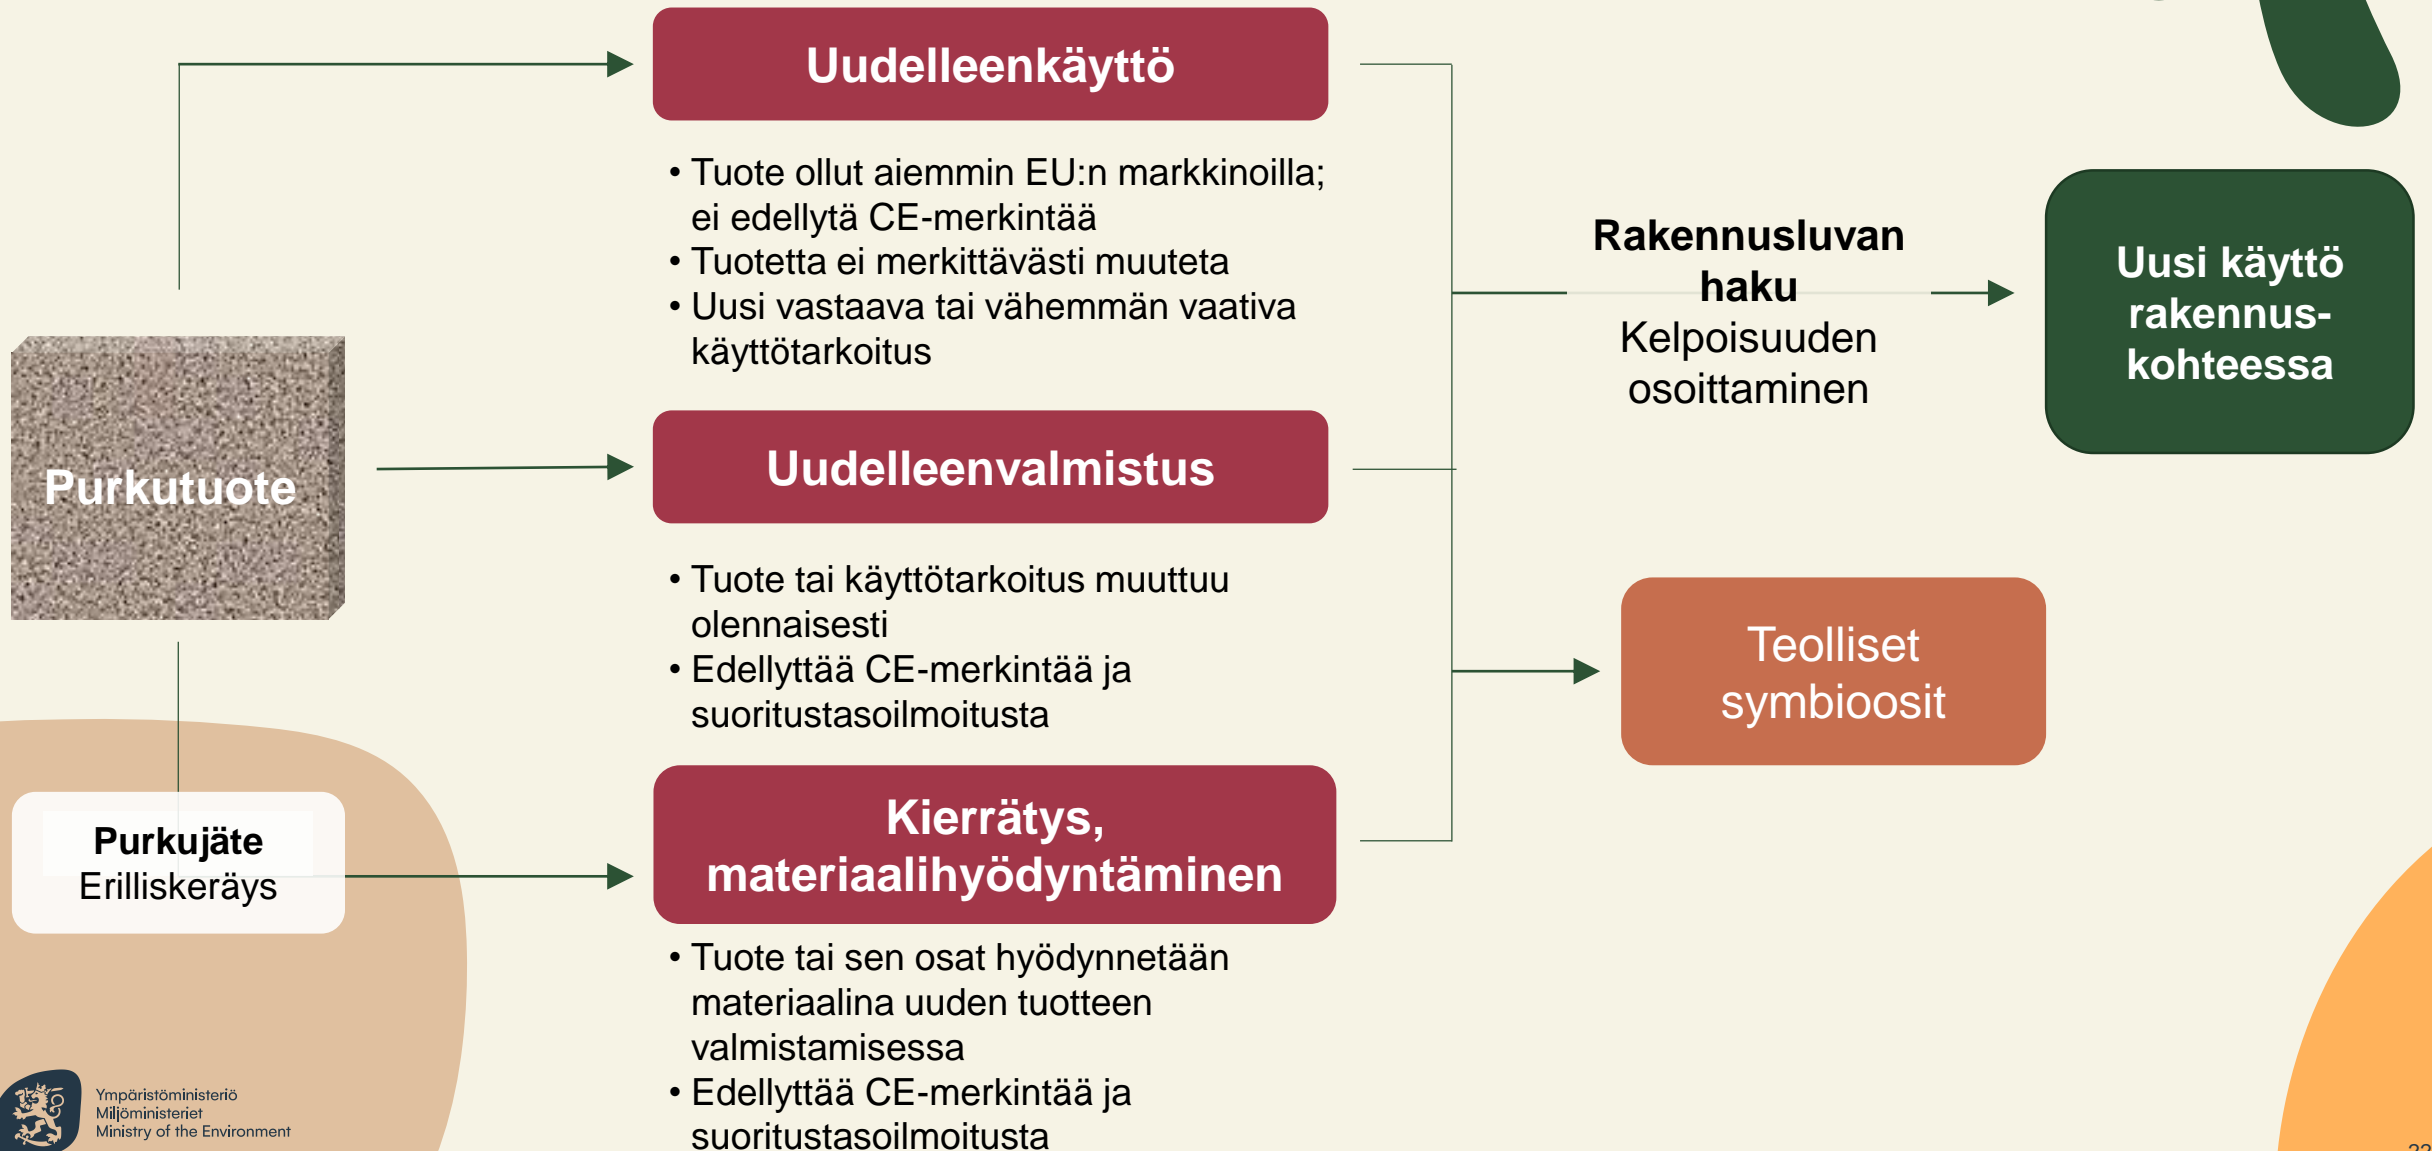 Uudelleenkäyttö
• Tuote ollut aiemmin EU:n markkinoilla;
ei edellytä CE-merkintää
• Tuotetta ei merkittävästi muuteta
• Uusi vastaava tai vähemmän vaativa
käyttötarkoitus
Purkutuote
Uudelleenvalmistus
• Tuote tai käyttötarkoitus muuttuu
olennaisesti
• Edellyttää CE-merkintää ja
suoritustasoilmoitusta
Purkujäte
Erilliskeräys
Kierrätys,
materiaalihyödyntäminen
• Tuote tai sen osat hyödynnetään
materiaalina uuden tuotteen
valmistamisessa
• Edellyttää CE-merkintää ja
suoritustasoilmoitusta
Rakennusluvan
haku
Kelpoisuuden
osoittaminen
Uusi käyttö
rakennus-
kohteessa
Teolliset
symbioosit
Ympäristöministeriö
Miljöministeriet
Ministry of the Environment